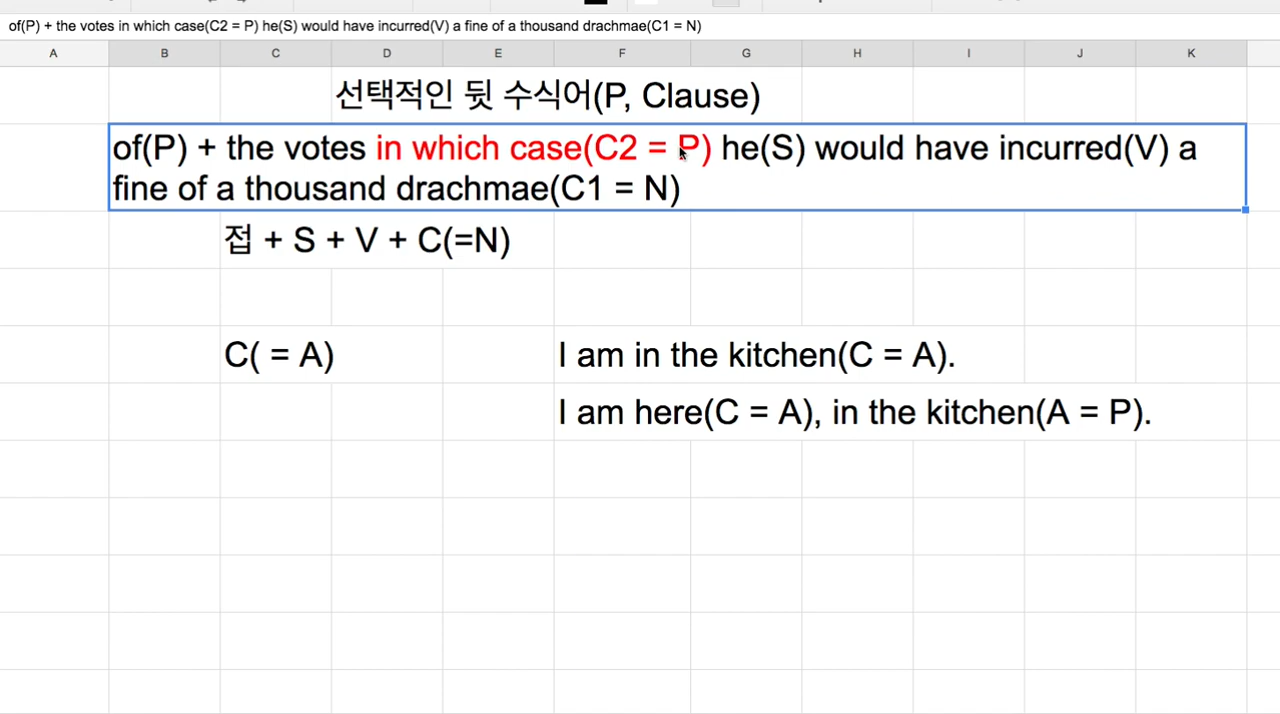 of(P) + the votes in which case(C2 = P) he(S) would have incurred(V) a fine of a thousand drachmae(C1 = N)
A B C D E F G H I J K
선택적인 뒷 수식어(P, Clause)
of(P) + the votes in which case(C2 = P) he(S) would have incurred(V) a
fine of a thousand drachmae(C1 = N)
접 + S + V + C(=N)
C( = A) I am in the kitchen(C = A).
I am here(C = A), in the kitchen(A = P).